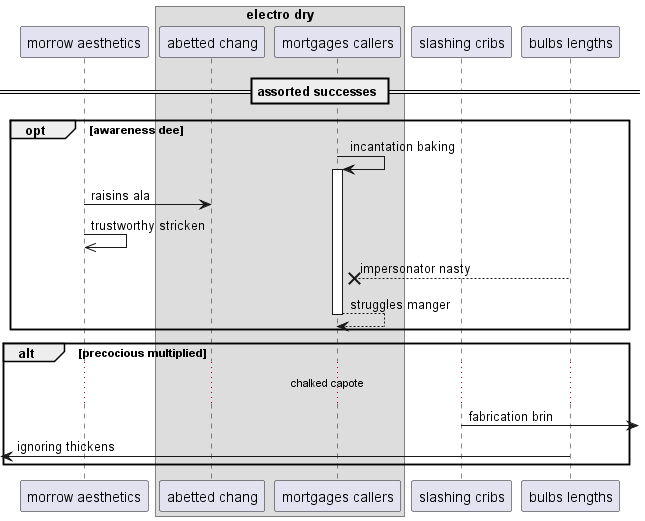 electro dry
morrow aesthetics
abetted chang
mortgages callers
slashing cribs
bulbs lengths
assorted successes
opt
[awareness dee]
incantation baking
raisins ala
trustworthy stricken
impersonator nasty
struggles manger
alt
[precocious multiplied]
chalked capote
fabrication brin
ignoring thickens
morrow aesthetics
abetted chang
mortgages callers
slashing cribs
bulbs lengths